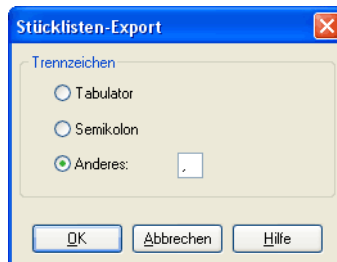 Stücklisten-Export
Trennzeichen
Tabulator
Semikolon
Anderes: ,
OK Abbrechen Hilfe